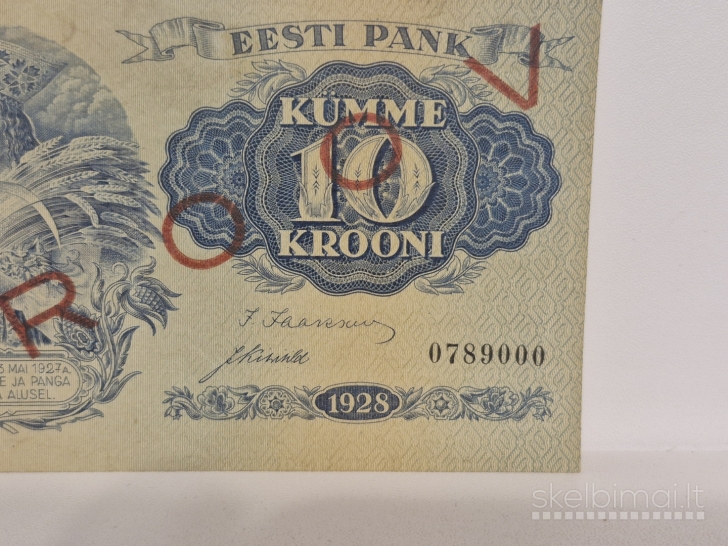 EESTI PANK
KÜMME
10
KROONI
ROOV
0789000
MAI 1927A.
E JA PANGA
ALUSEL.
1928
skelbimai.lt